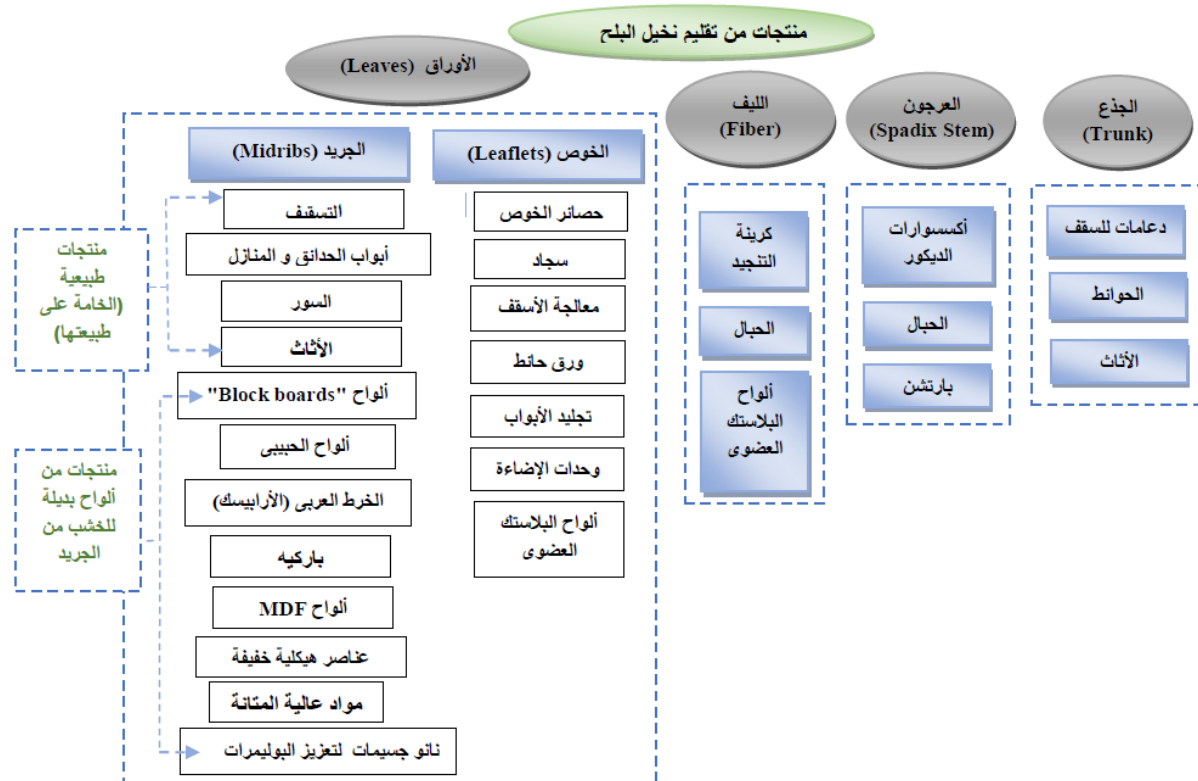 منتجات من تقليم نخيل البلح
الجذع
(Trunk)
دعامات للسقف
الحوائط
الأثاث
العرجون
(Spadix Stem)
أكسسوارات
الديكور
الحبال
بارتشن
الليف
(Fiber)
كرينة
التنجيد
الحبال
ألواح
البلاستك
العضوى
الأوراق (Leaves)
الخوص (Leaflets)
حصائر الخوص
سجاد
معالجة الأسقف
ورق حائط
تجليد الأبواب
وحدات الإضاءة
ألواح البلاستك
العضوى
الجريد (Midribs)
التسقيف
أبواب الحدائق و المنازل
السور
الأثاث
ألواح "Block boards"
ألواح الحبيبى
الخرط العربى (الأرابيسك)
باركيه
ألواح MDF
عناصر هيكلية خفيفة
مواد عالية المتانة
نانو جسيمات لتعزيز البوليمرات
منتجات
طبيعية
(الخامة على
طبيعتها)
منتجات من
ألواح بديلة
للخشب من
الجريد